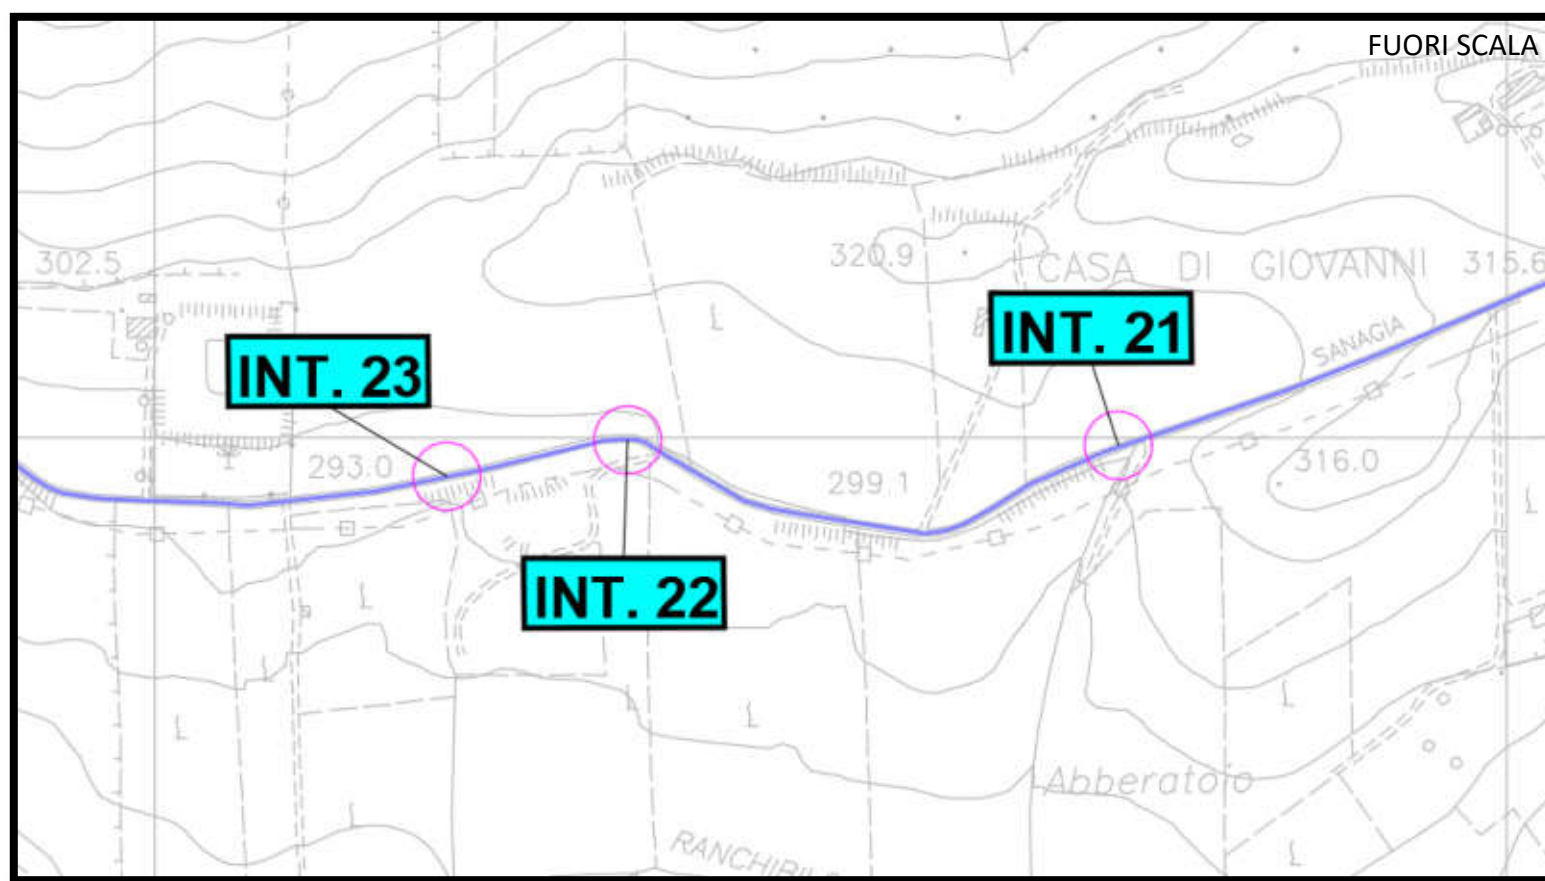 FUORI SCALA
302.5
320.9
CASA DI GIOVANNI
315.6
INT. 21
SANAGIA
INT. 23
293.0
299.1
316.0
INT. 22
Abberatoio